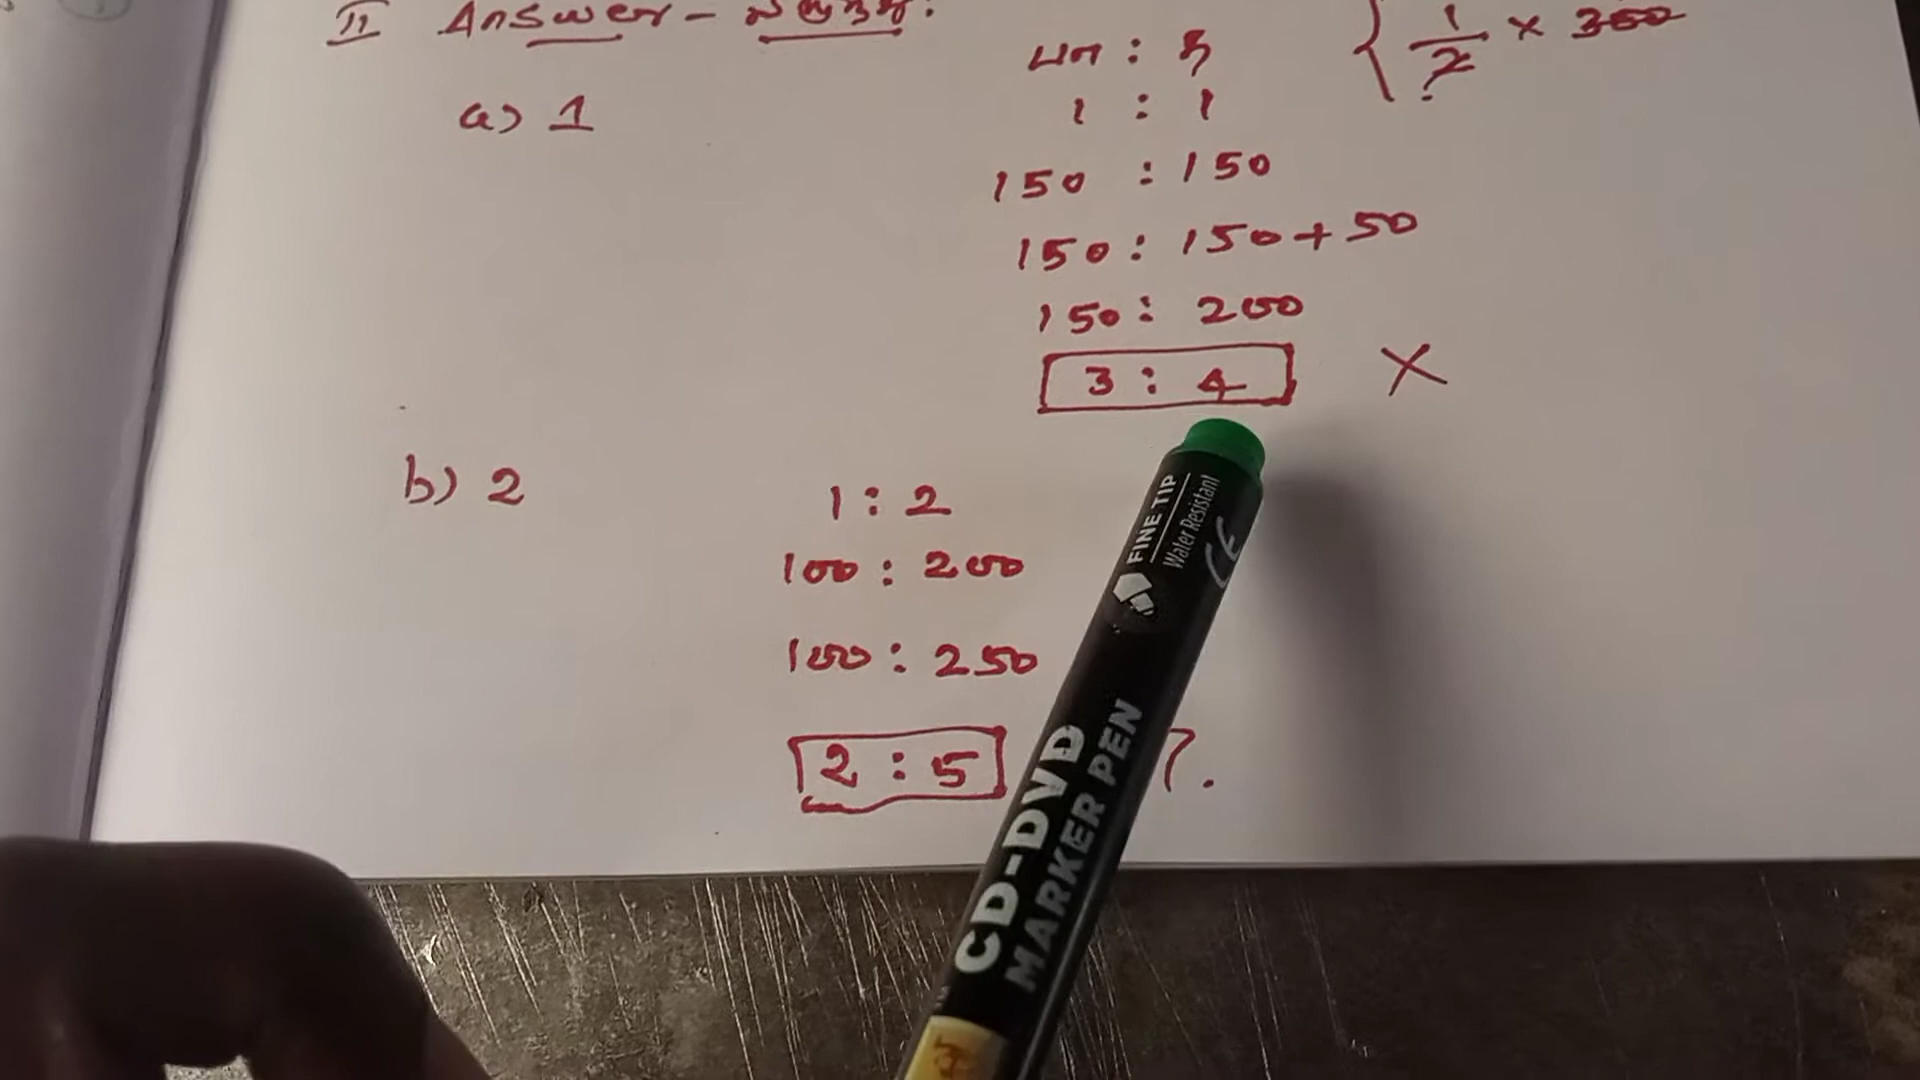 II Answer -
பா : நீ
1/2 × 300
a) 1
1 : 1
150 : 150
150 : 150 + 50
150 : 200
3 : 4 ×
b) 2
1 : 2
100 : 200
100 : 250
2 : 5
7.
FINE TIP
Water Resistant
CE
CD-DVD
MARKER PEN